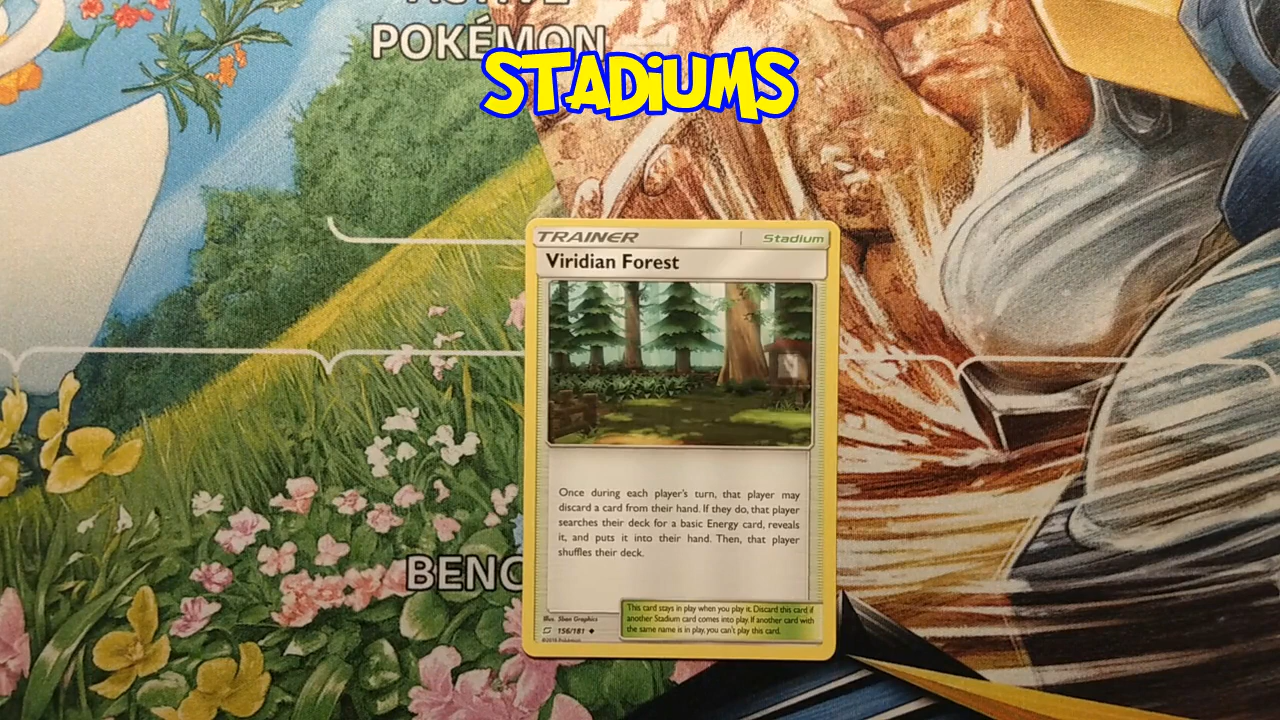 POKÉMON
STADiUMS
TRAINER Stadium
Viridian Forest
Once during each player's turn, that player may
discard a card from their hand. If they do, that player
searches their deck for a basic Energy card, reveals
it, and puts it into their hand. Then, that player
shuffles their deck.
This card stays in play when you play it. Discard this card if
another Stadium card comes into play. If another card with
the same name is in play, you can't play this card.
Illus. 5ban Graphics
156/181
BENC